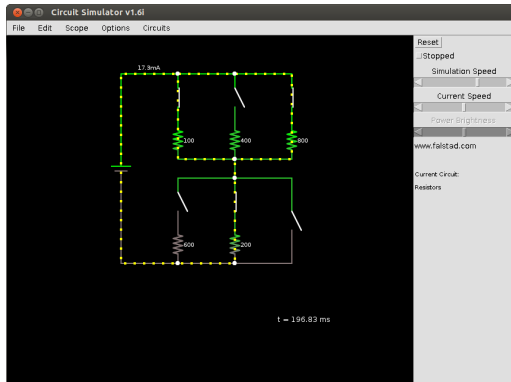 Circuit Simulator v1.6i
File Edit Scope Options Circuits
Reset
Stopped
Simulation Speed
Current Speed
Power Brightness
www.falstad.com
Current Circuit:
Resistors
17.9mA
100
400
800
600
200
t = 196.83 ms